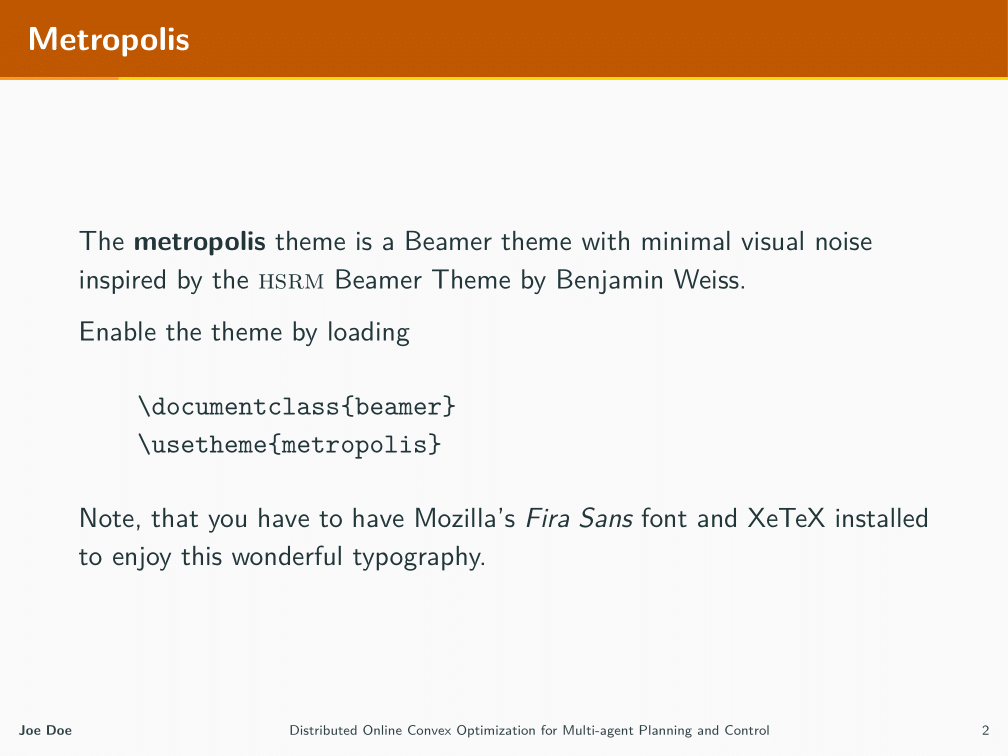 Metropolis
The metropolis theme is a Beamer theme with minimal visual noise
inspired by the HSRM Beamer Theme by Benjamin Weiss.
Enable the theme by loading
\documentclass{beamer}
\usetheme{metropolis}
Note, that you have to have Mozilla's Fira Sans font and XeTeX installed
to enjoy this wonderful typography.
Joe Doe Distributed Online Convex Optimization for Multi-agent Planning and Control 2